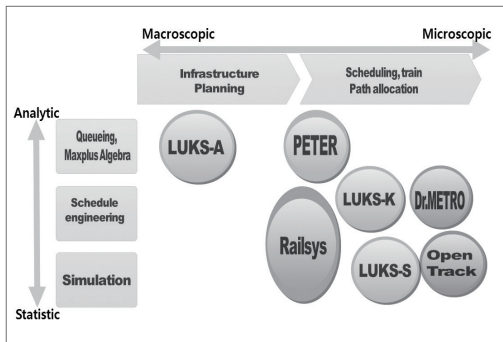 Macroscopic Microscopic
Infrastructure
Planning
Scheduling, train
Path allocation
Analytic
Queueing,
Maxplus Algebra
LUKS-A
PETER
Schedule
engineering
LUKS-K
Dr.METRO
Railsys
Simulation
LUKS-S
Open
Track
Statistic